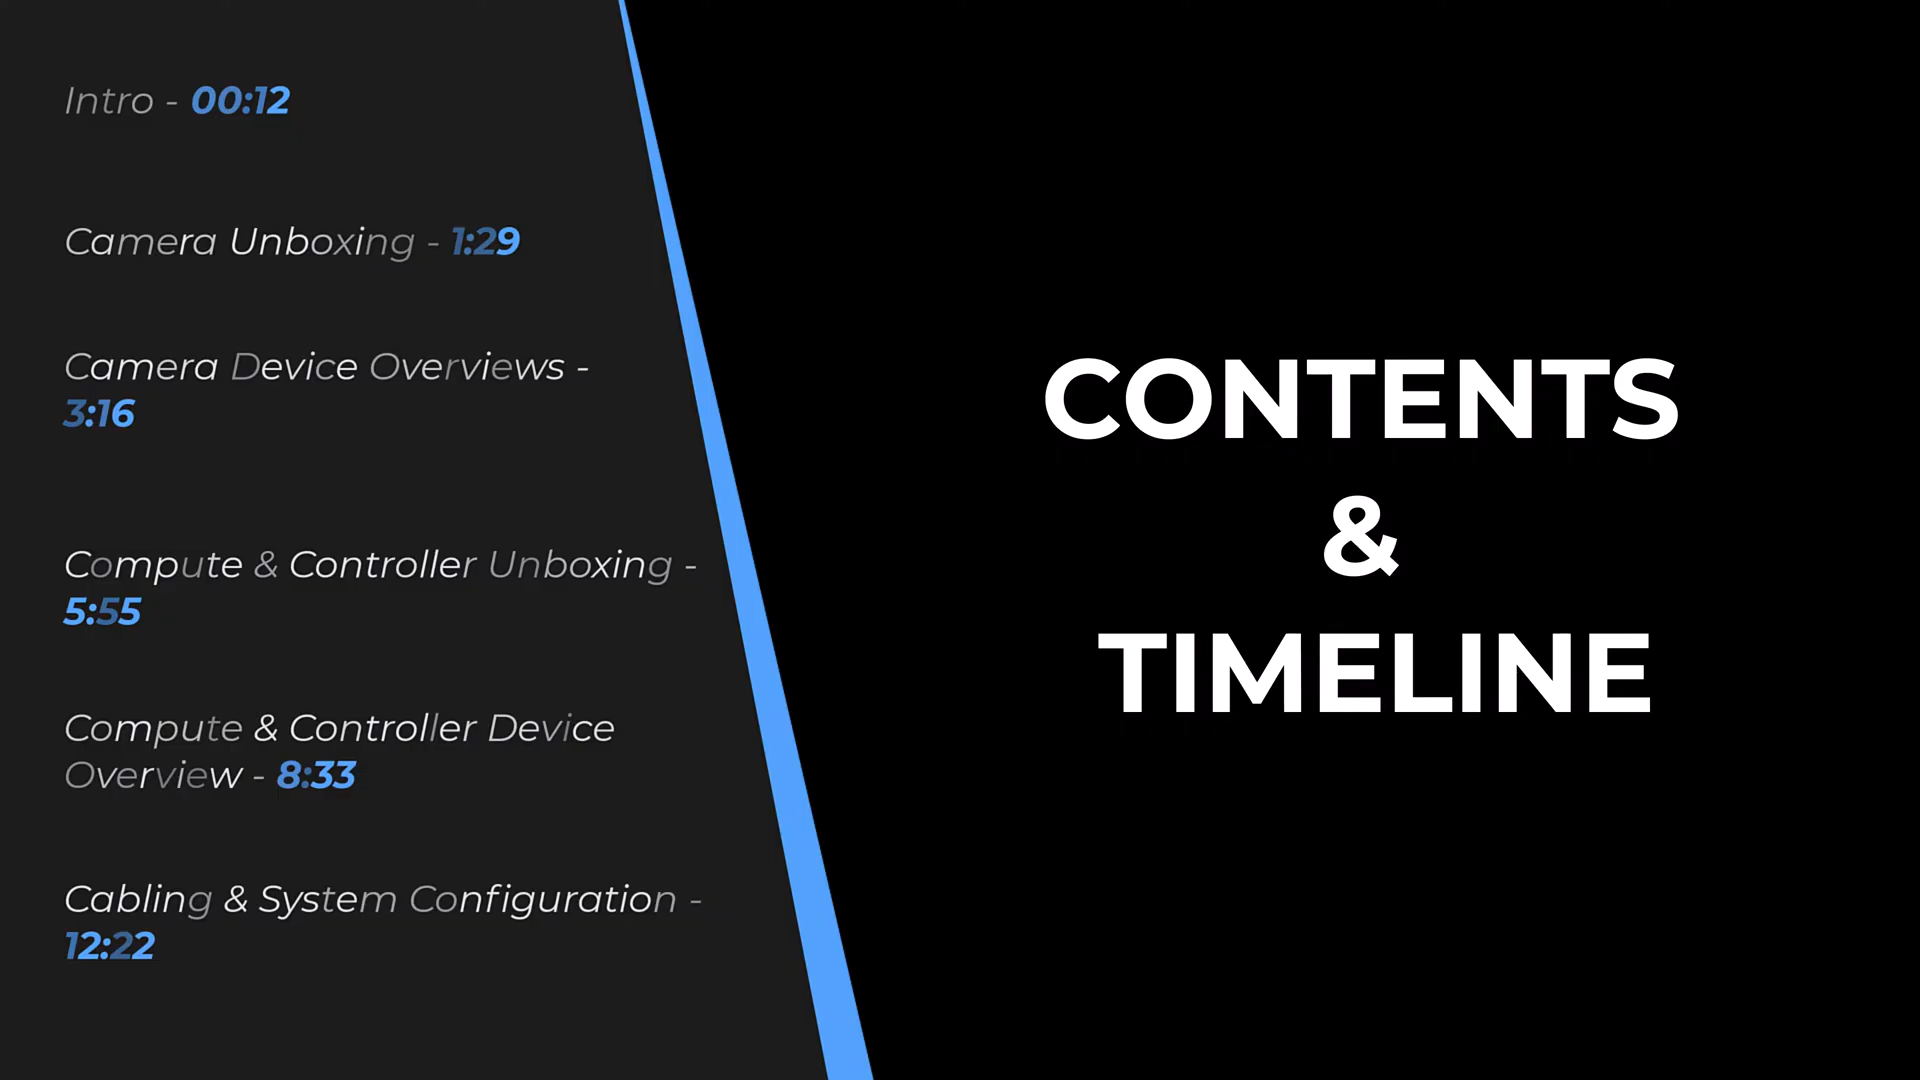 Intro - 00:12
Camera Unboxing - 1:29
Camera Device Overviews -
3:16
Compute & Controller Unboxing -
5:55
Compute & Controller Device
Overview - 8:33
Cabling & System Configuration -
12:22
CONTENTS
&
TIMELINE